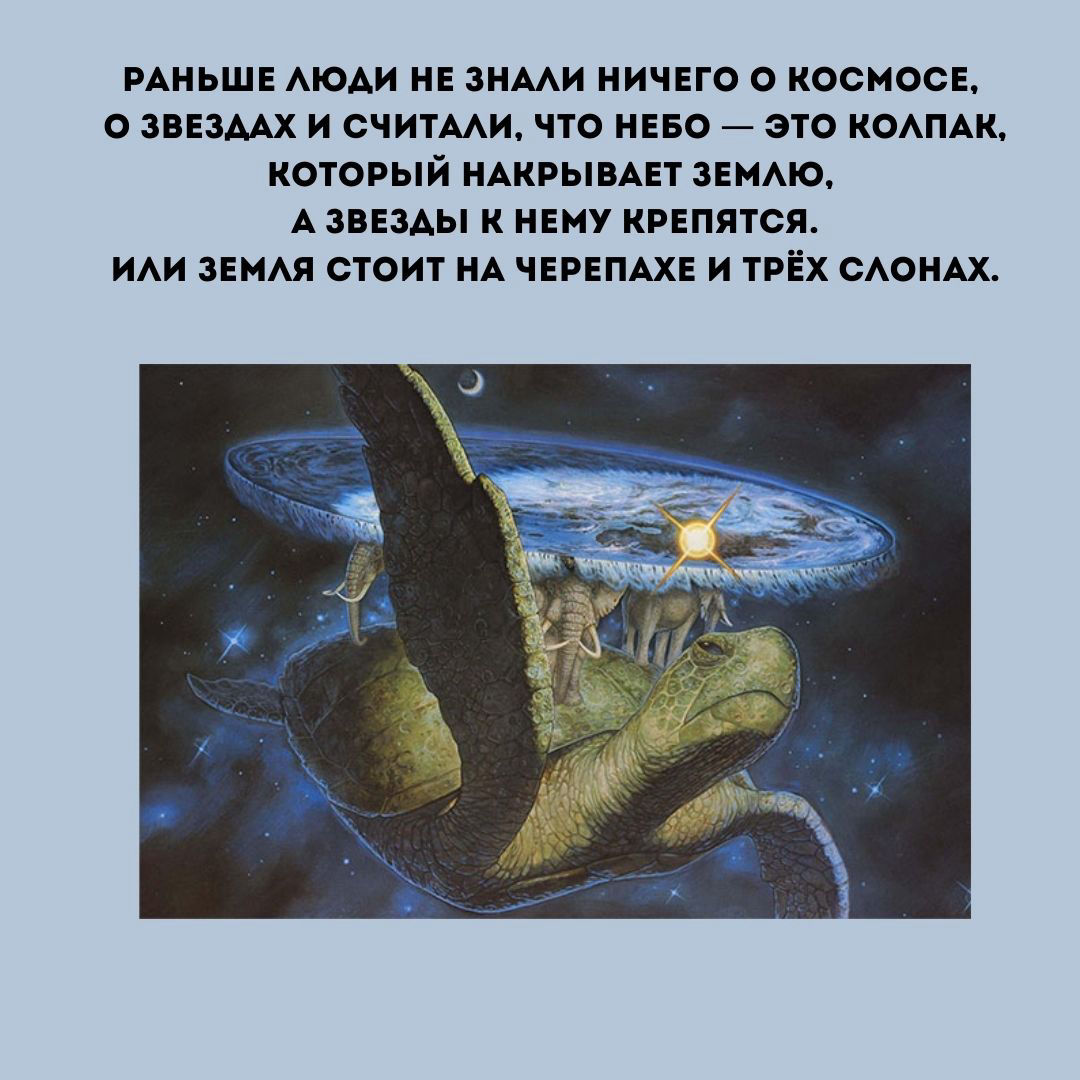 РАНЬШЕ ЛЮДИ НЕ ЗНАЛИ НИЧЕГО О КОСМОСЕ,
О ЗВЕЗДАХ И СЧИТАЛИ, ЧТО НЕБО — ЭТО КОЛПАК,
КОТОРЫЙ НАКРЫВАЕТ ЗЕМЛЮ,
А ЗВЕЗДЫ К НЕМУ КРЕПЯТСЯ.
ИЛИ ЗЕМЛЯ СТОИТ НА ЧЕРЕПАХЕ И ТРЁХ СЛОНАХ.